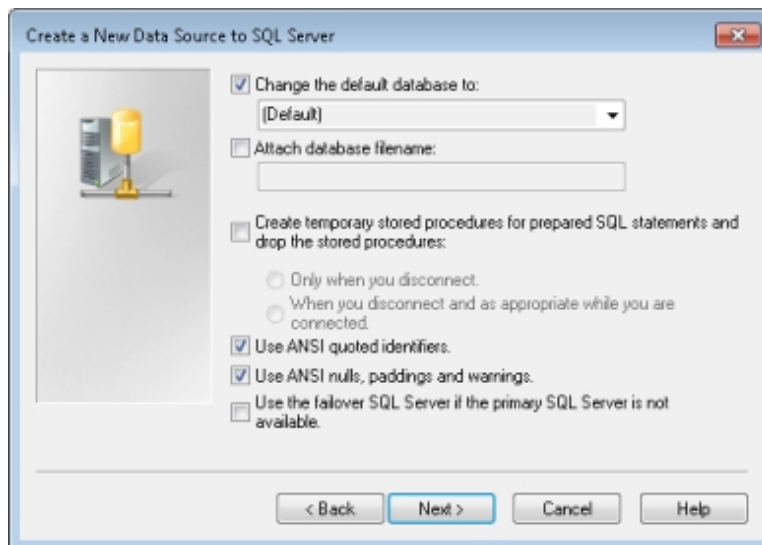 Create a New Data Source to SQL Server
Change the default database to:
(Default)
Attach database filename:
Create temporary stored procedures for prepared SQL statements and
drop the stored procedures:
Only when you disconnect.
When you disconnect and as appropriate while you are
connected.
Use ANSI quoted identifiers.
Use ANSI nulls, paddings and warnings.
Use the failover SQL Server if the primary SQL Server is not
available.
< Back Next > Cancel Help